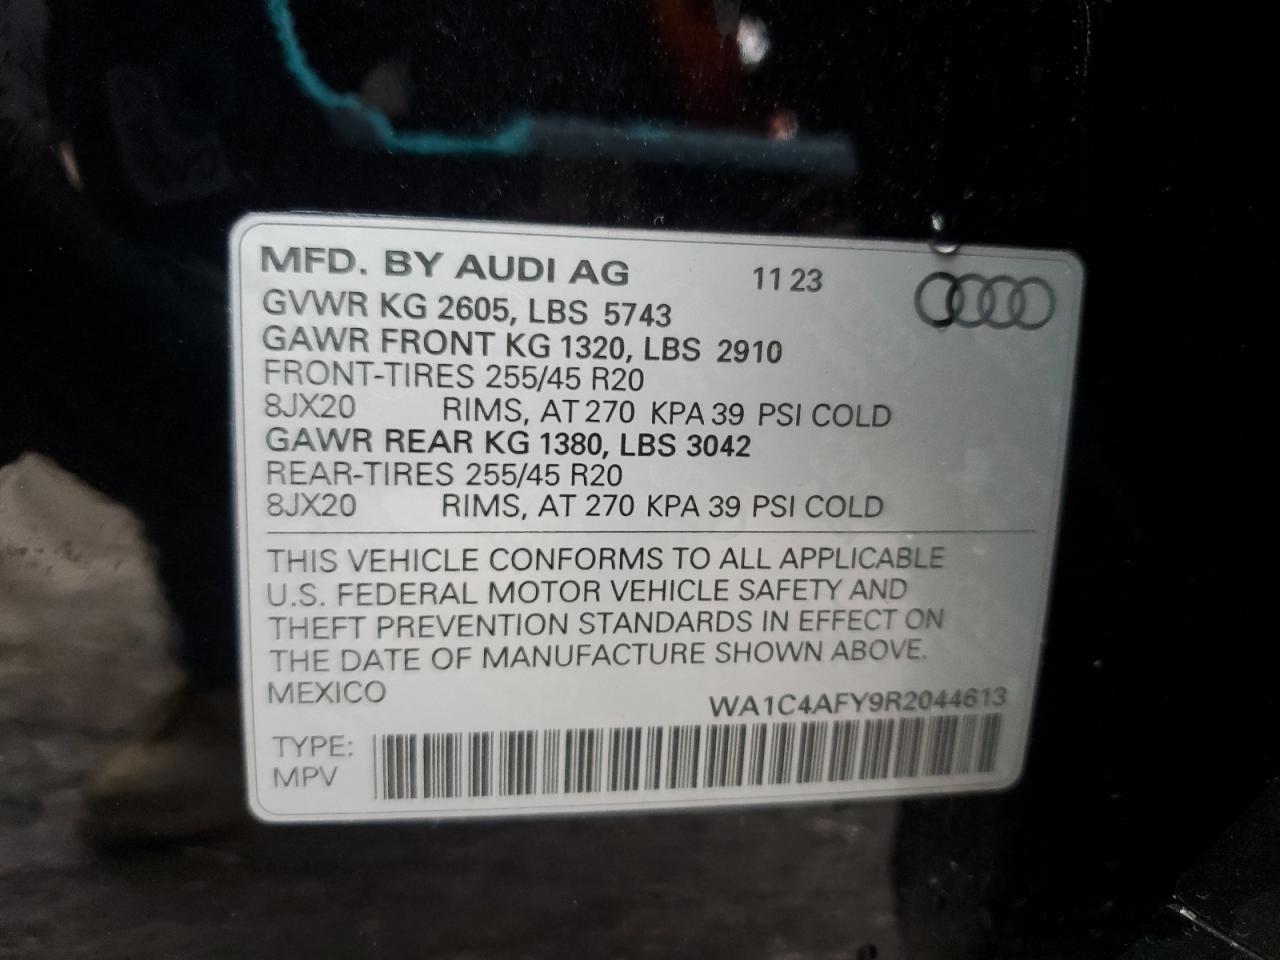 MFD. BY AUDI AG 11 23
GVWR KG 2605, LBS 5743
GAWR FRONT KG 1320, LBS 2910
FRONT-TIRES 255/45 R20
8JX20 RIMS, AT 270 KPA 39 PSI COLD
GAWR REAR KG 1380, LBS 3042
REAR-TIRES 255/45 R20
8JX20 RIMS, AT 270 KPA 39 PSI COLD
THIS VEHICLE CONFORMS TO ALL APPLICABLE
U.S. FEDERAL MOTOR VEHICLE SAFETY AND
THEFT PREVENTION STANDARDS IN EFFECT ON
THE DATE OF MANUFACTURE SHOWN ABOVE.
MEXICO WA1C4AFY9R2044613
TYPE:
MPV